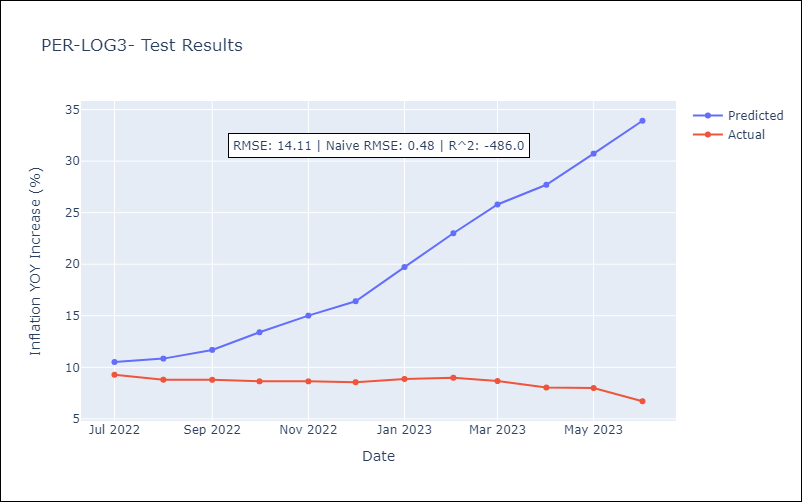 PER-LOG3- Test Results
Predicted
Actual
RMSE: 14.11 | Naive RMSE: 0.48 | R^2: -486.0
Inflation YOY Increase (%)
35
30
25
20
15
10
5
Jul 2022
Sep 2022
Nov 2022
Jan 2023
Mar 2023
May 2023
Date